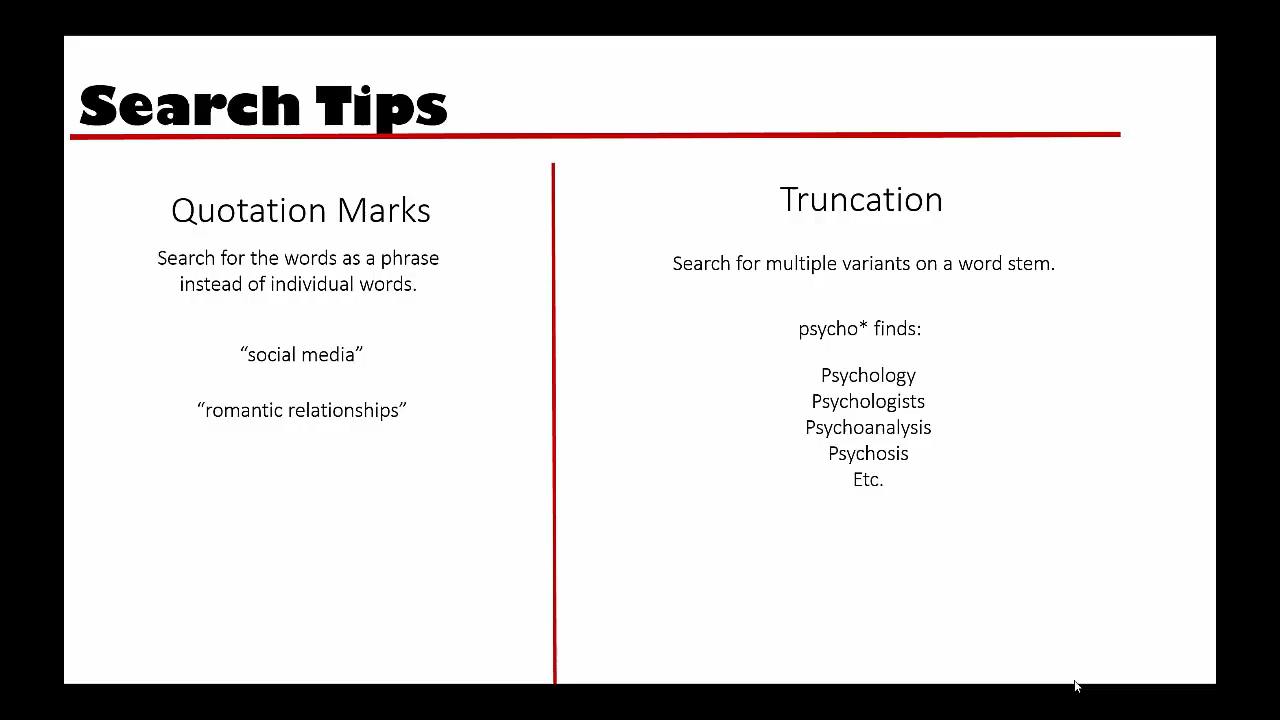 Search Tips
Quotation Marks
Search for the words as a phrase
instead of individual words.
“social media”
“romantic relationships”
Truncation
Search for multiple variants on a word stem.
psycho* finds:
Psychology
Psychologists
Psychoanalysis
Psychosis
Etc.